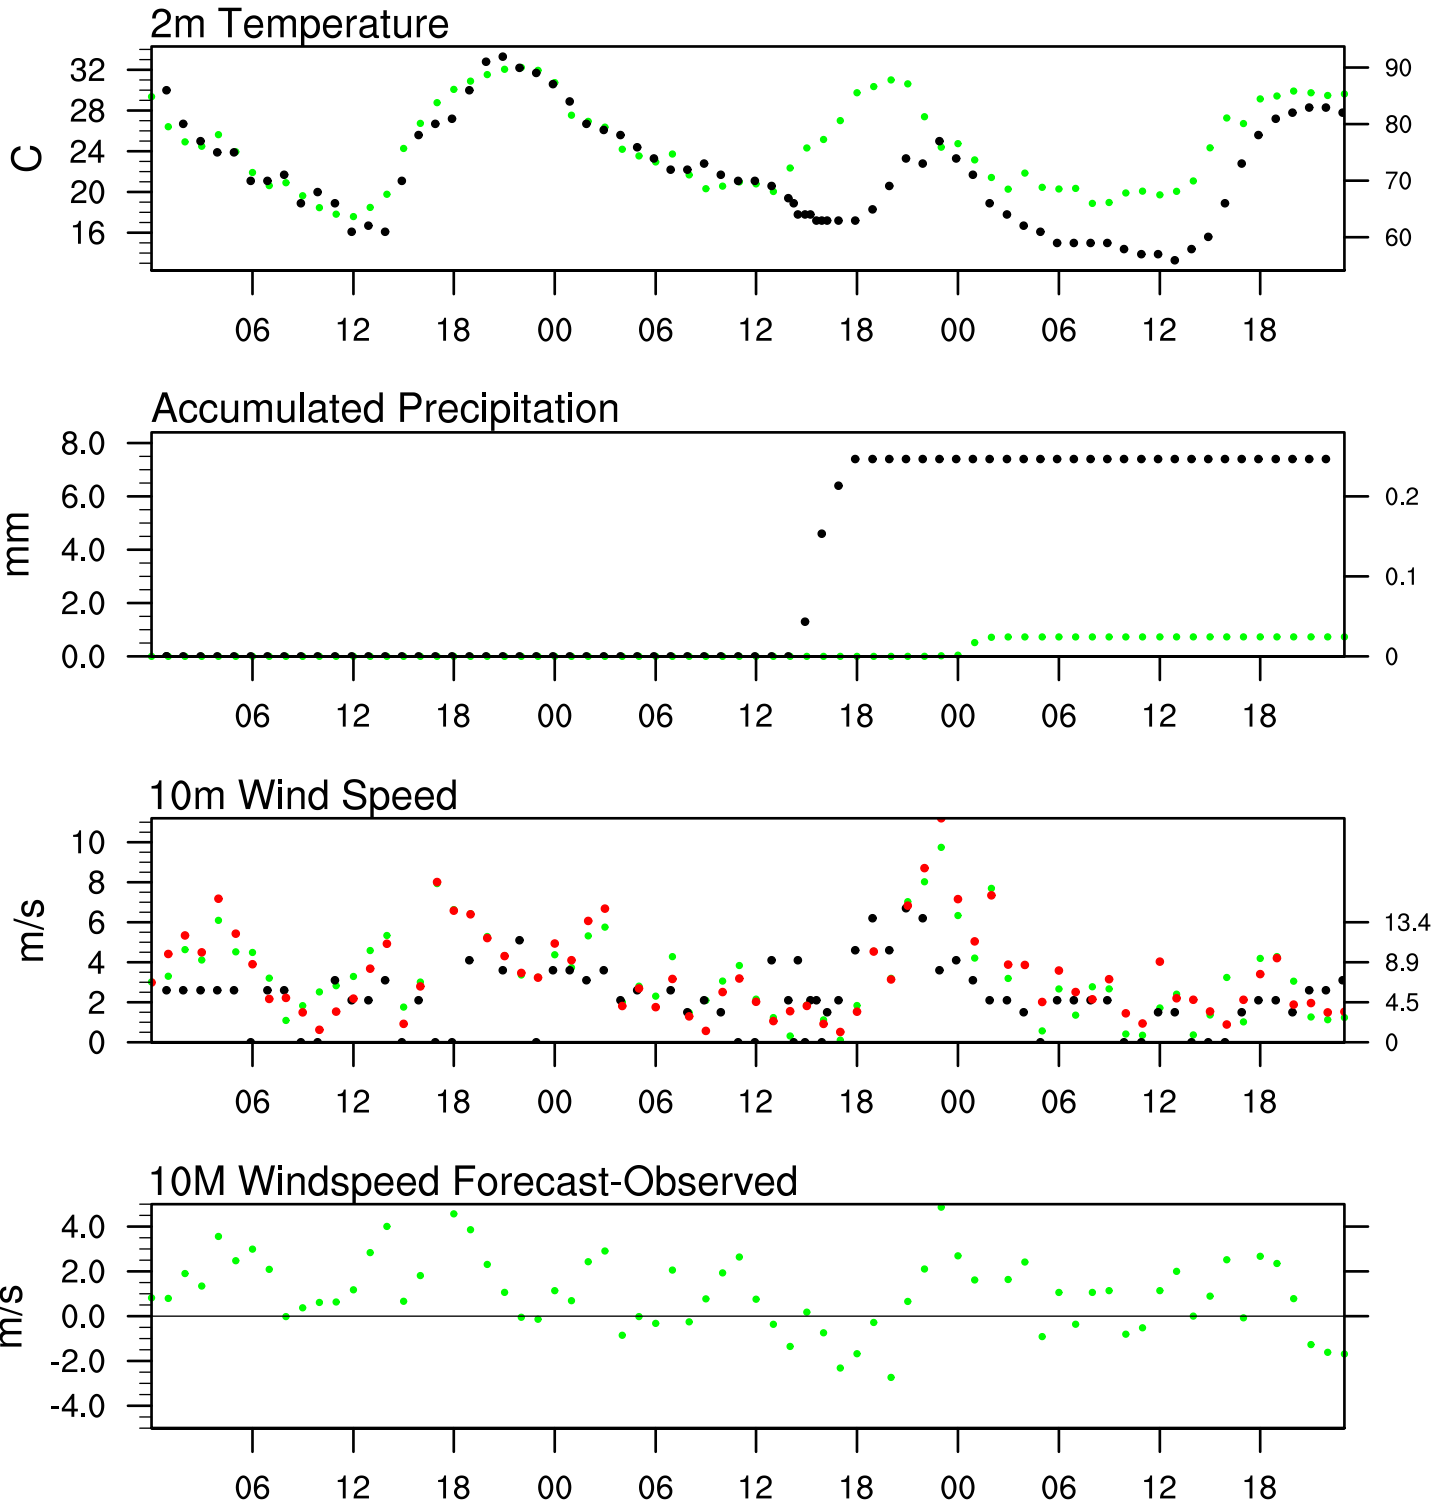 2m Temperature
32
28
24
20
16
C
90
80
70
60
06 12 18 00 06 12 18 00 06 12 18
Accumulated Precipitation
8.0
6.0
4.0
2.0
0.0
mm
0.2
0.1
0
06 12 18 00 06 12 18 00 06 12 18
10m Wind Speed
10
8
6
4
2
0
m/s
13.4
8.9
4.5
0
06 12 18 00 06 12 18 00 06 12 18
10M Windspeed Forecast-Observed
4.0
2.0
0.0
-2.0
-4.0
m/s
06 12 18 00 06 12 18 00 06 12 18